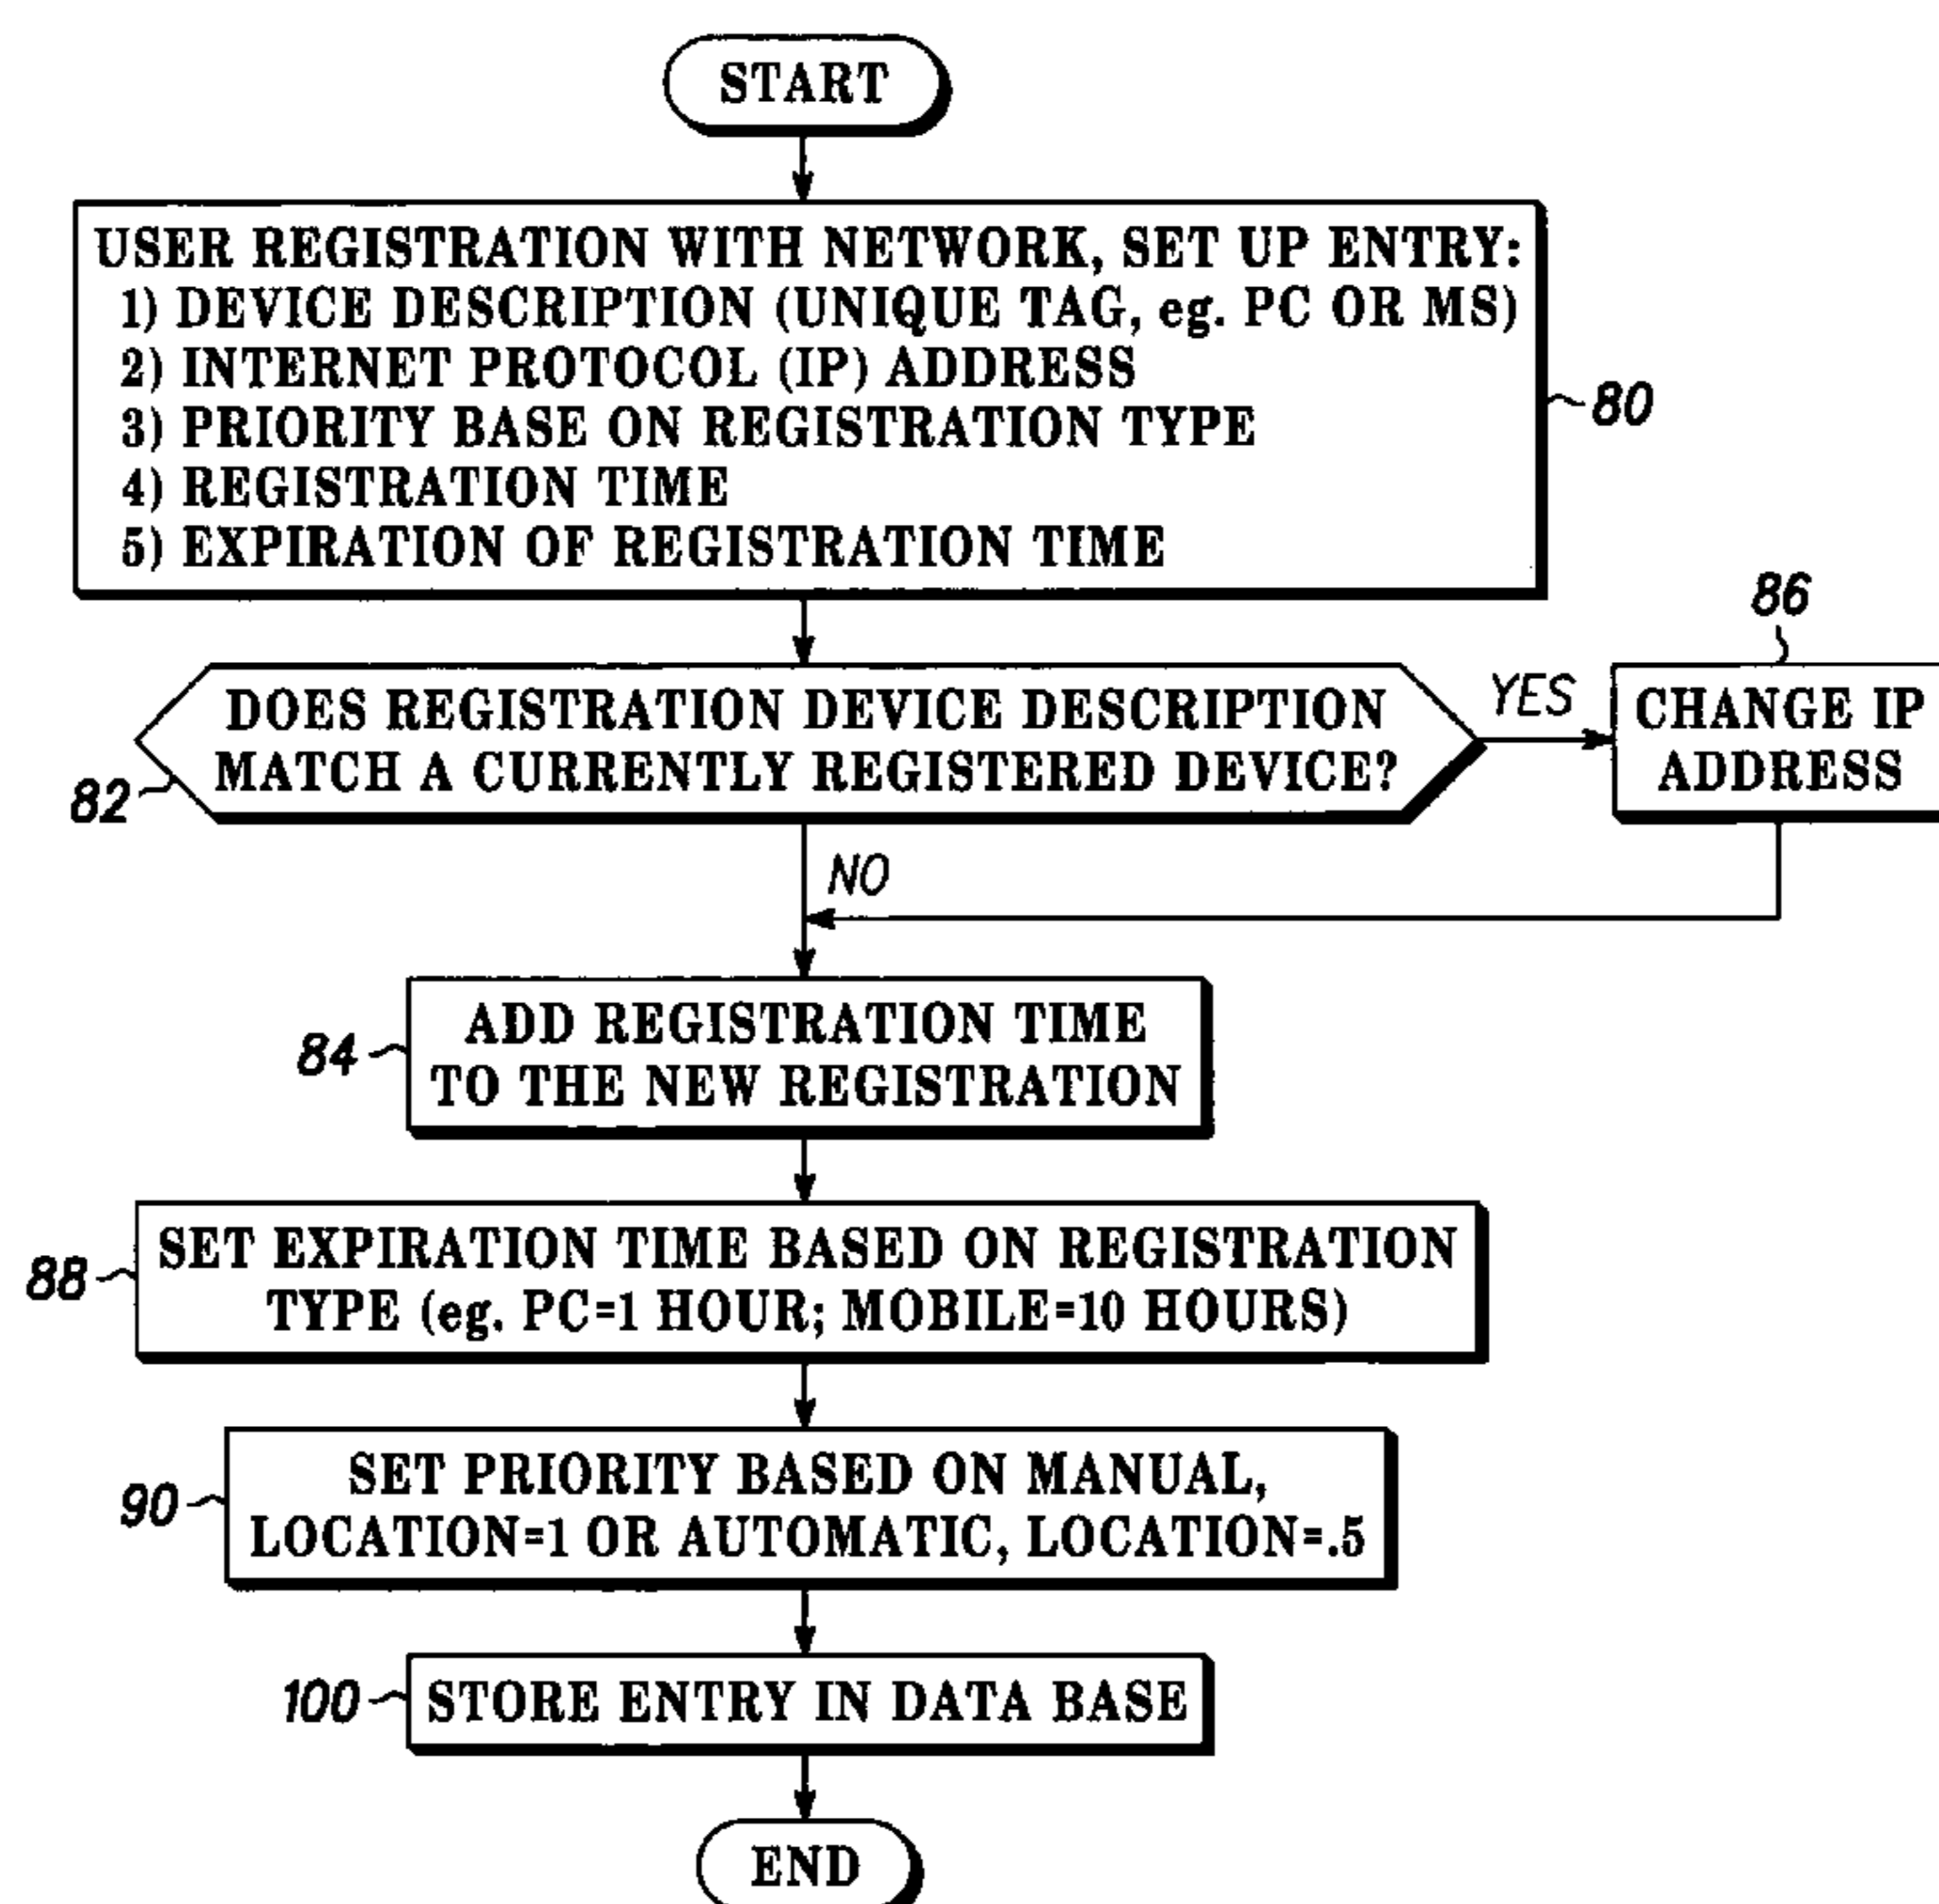 START
USER REGISTRATION WITH NETWORK, SET UP ENTRY:
1) DEVICE DESCRIPTION (UNIQUE TAG, eg. PC OR MS)
2) INTERNET PROTOCOL (IP) ADDRESS
3) PRIORITY BASE ON REGISTRATION TYPE
4) REGISTRATION TIME
5) EXPIRATION OF REGISTRATION TIME
80
DOES REGISTRATION DEVICE DESCRIPTION
MATCH A CURRENTLY REGISTERED DEVICE?
82
YES
86
CHANGE IP
ADDRESS
NO
84
ADD REGISTRATION TIME
TO THE NEW REGISTRATION
88
SET EXPIRATION TIME BASED ON REGISTRATION
TYPE (eg. PC=1 HOUR; MOBILE=10 HOURS)
90
SET PRIORITY BASED ON MANUAL,
LOCATION=1 OR AUTOMATIC, LOCATION=.5
100
STORE ENTRY IN DATA BASE
END